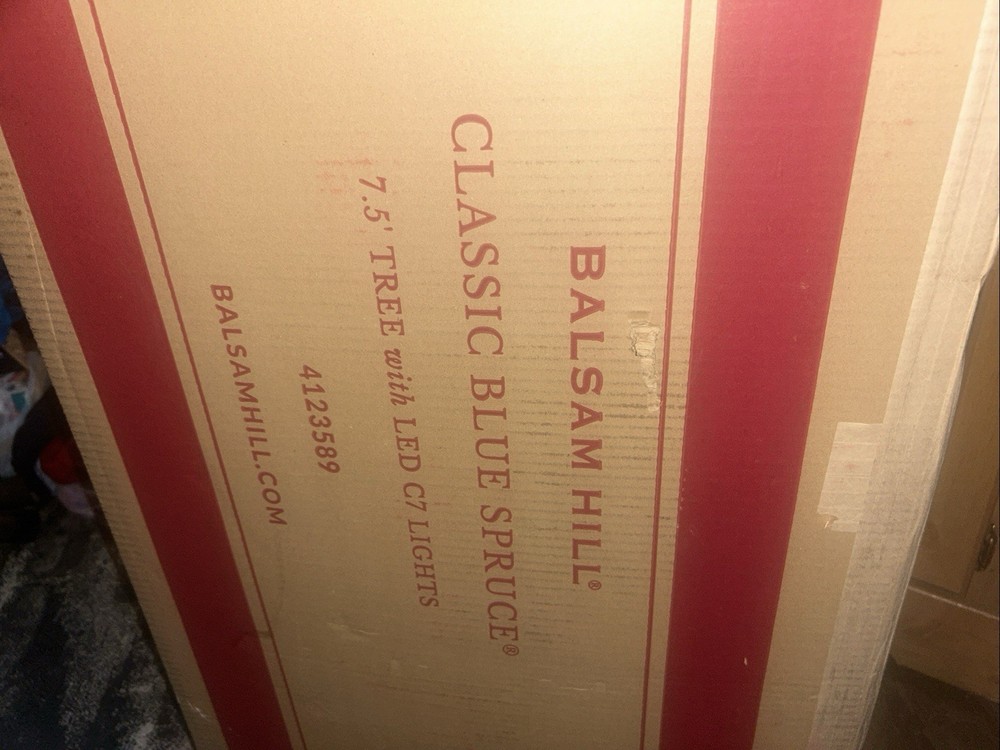 BALSAM HILL®
CLASSIC BLUE SPRUCE®
7.5' TREE with LED C7 LIGHTS
4123589
BALSAMHILL.COM